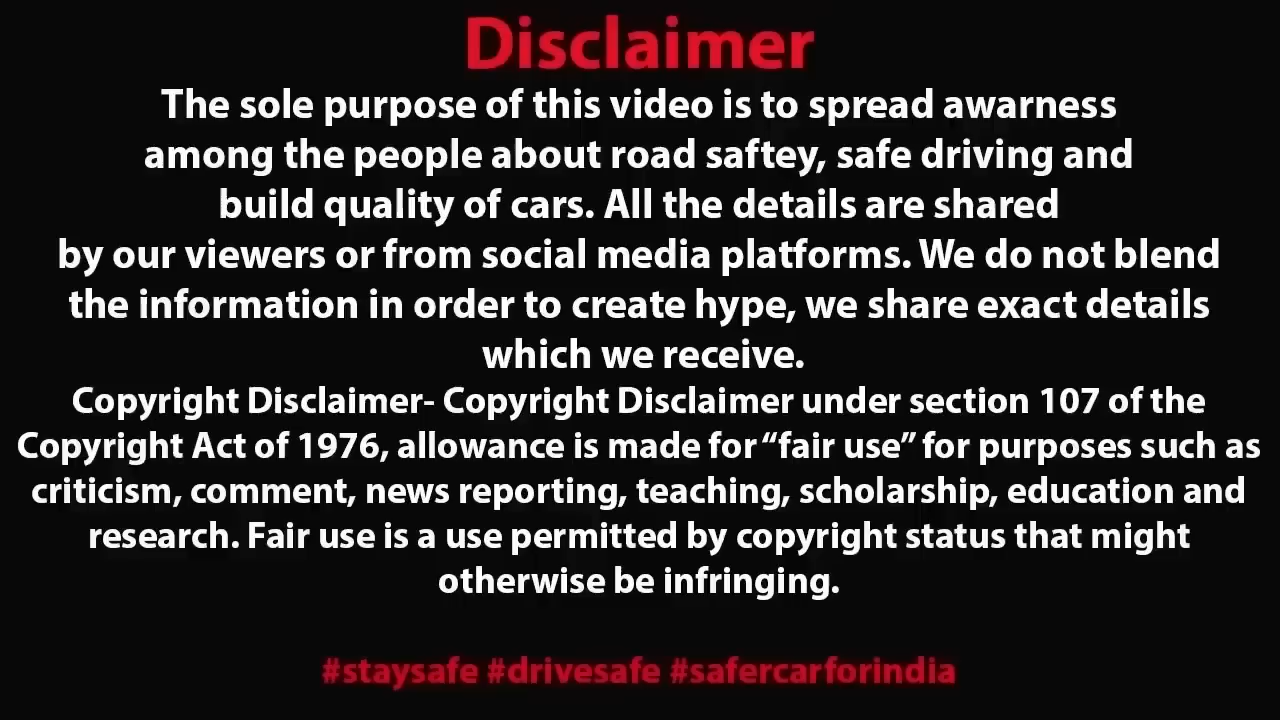 Disclaimer
The sole purpose of this video is to spread awarness
among the people about road saftey, safe driving and
build quality of cars. All the details are shared
by our viewers or from social media platforms. We do not blend
the information in order to create hype, we share exact details
which we receive.
Copyright Disclaimer- Copyright Disclaimer under section 107 of the
Copyright Act of 1976, allowance is made for “fair use” for purposes such as
criticism, comment, news reporting, teaching, scholarship, education and
research. Fair use is a use permitted by copyright status that might
otherwise be infringing.
#staysafe #drivesafe #safercarforindia